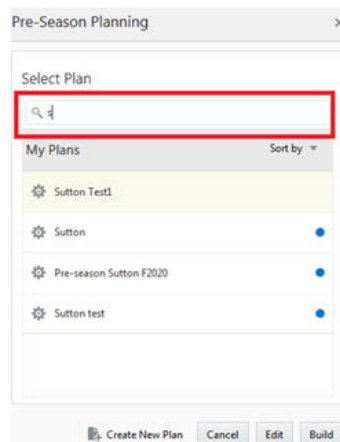 Pre-Season Planning ×
Select Plan
s
My Plans Sort by
Sutton Test1
Sutton
Pre-season Sutton F2020
Sutton test
Create New Plan Cancel Edit Build